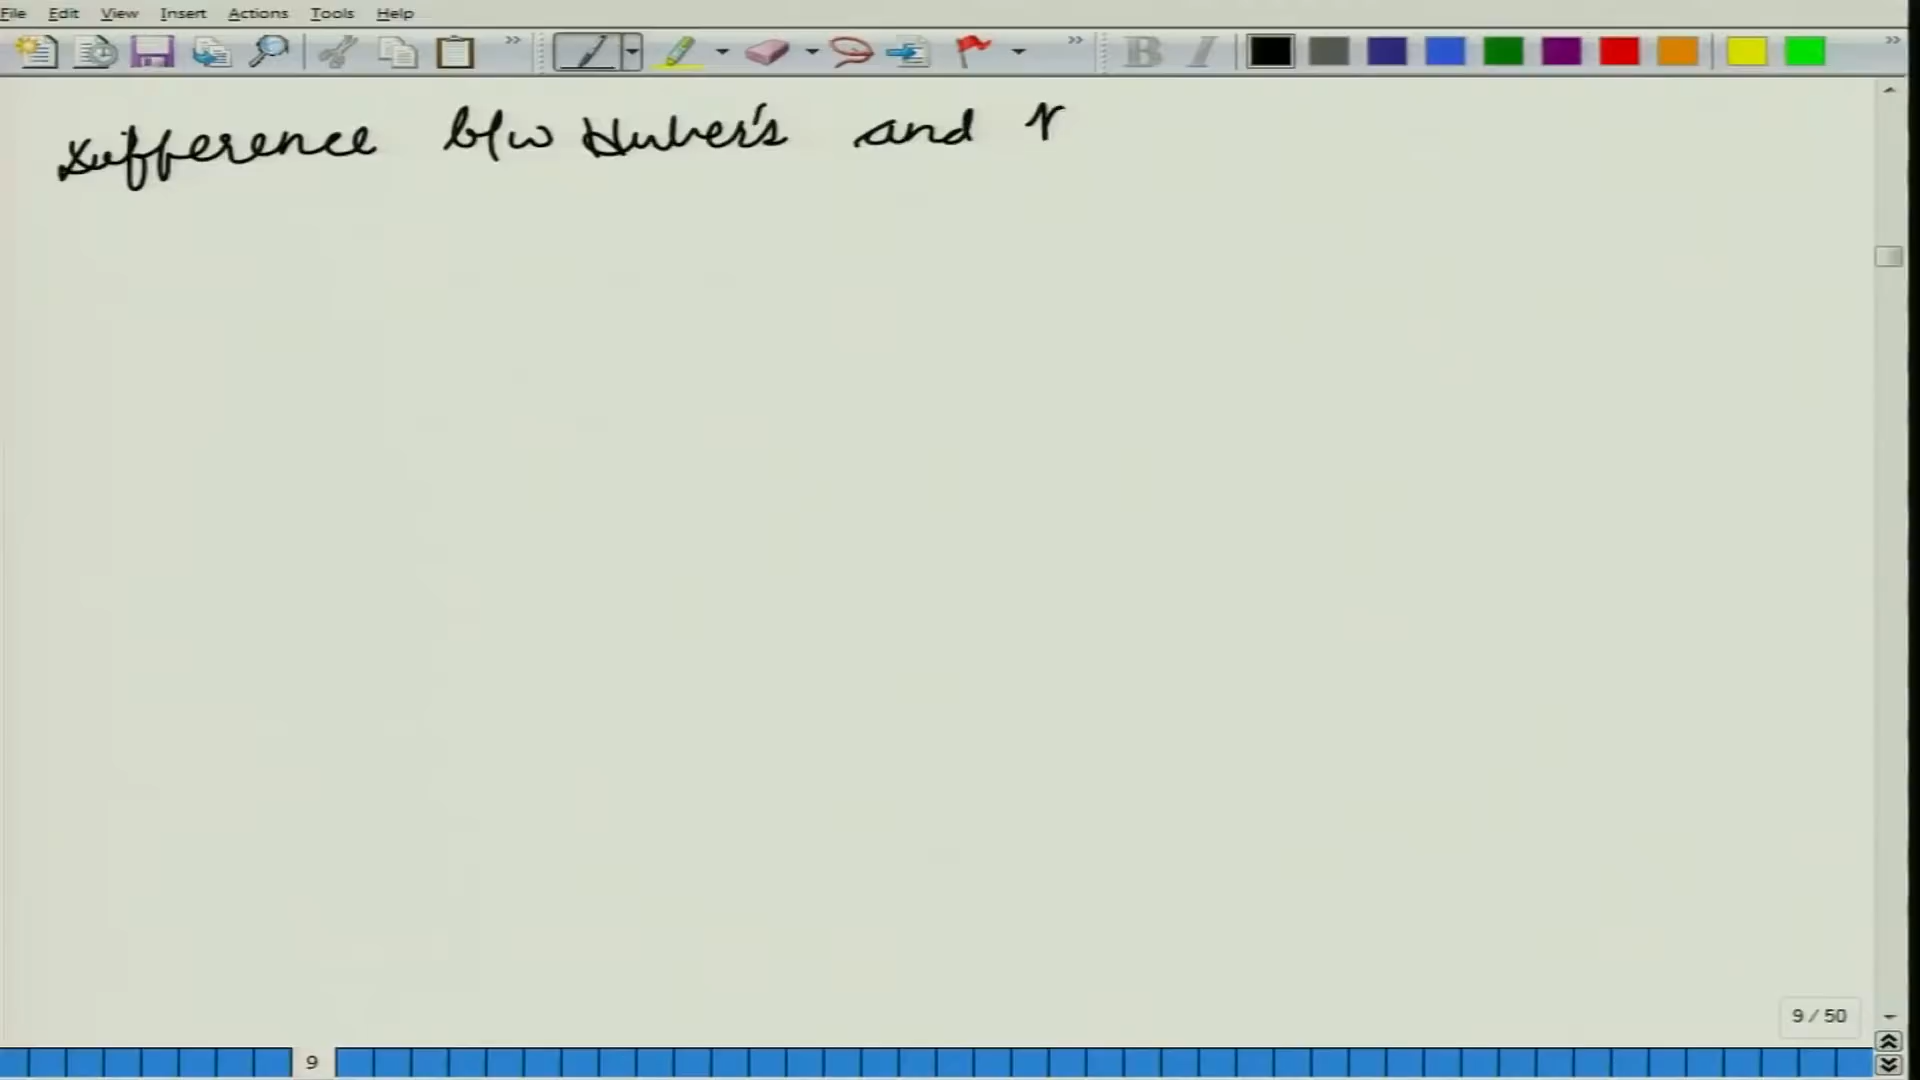 File Edit View Insert Actions Tools Help
B I
Difference b/w Huber's and
9 / 50
9